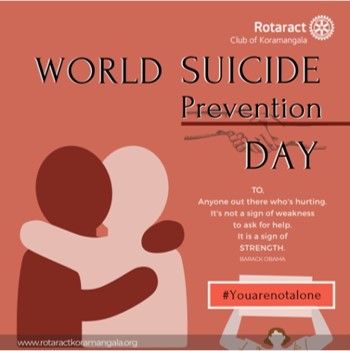 Rotaract
Club of Koramangala
WORLD SUICIDE
Prevention
DAY
TO,
Anyone out there who's hurting.
It's not a sign of weakness
to ask for help.
It is a sign of
STRENGTH.
BARACK OBAMA
#Youarenotalone
www.rotaractkoramangala.org